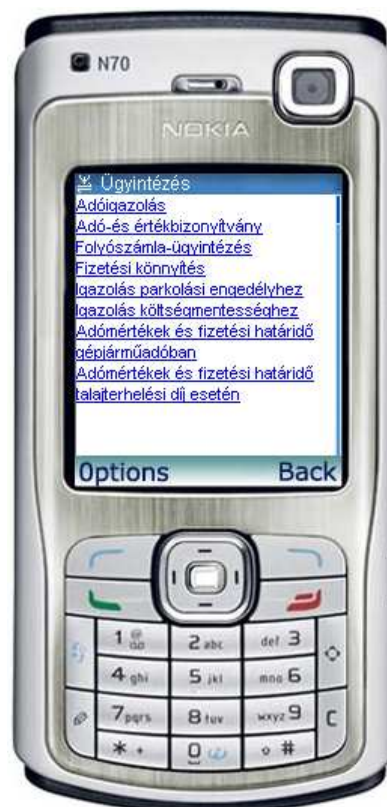 N70
NOKIA
Ügyintézés
Adóigazolás
Adó-és értékbizonyítvány
Folyószámla-ügyintézés
Fizetési könnyítés
Igazolás parkolási engedélyhez
Igazolás költségmentességhez
Adómértékek és fizetési határidő
gépjárműadóban
Adómértékek és fizetési határidő
talajterhelési díj esetén
Options Back
1 2 abc def 3
4 ghi 5 jkl mno 6
7 pqrs 8 tuv wxyz 9 C
* + 0 #